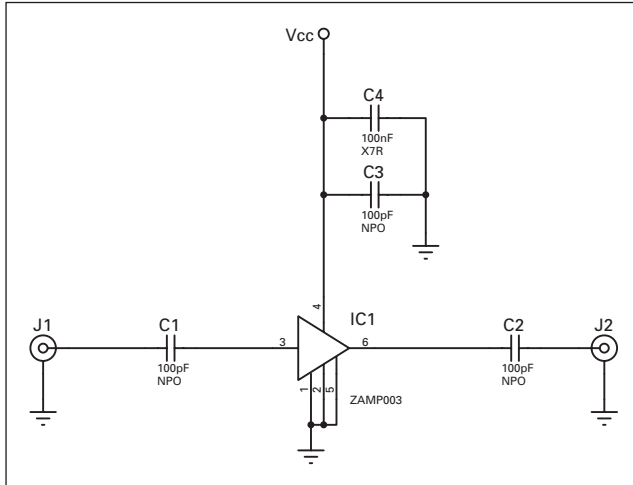 Vcc
C4
100nF
X7R
C3
100pF
NPO
4
J1
C1
100pF
NPO
3
IC1
6
C2
100pF
NPO
J2
1
2
5
ZAMP003